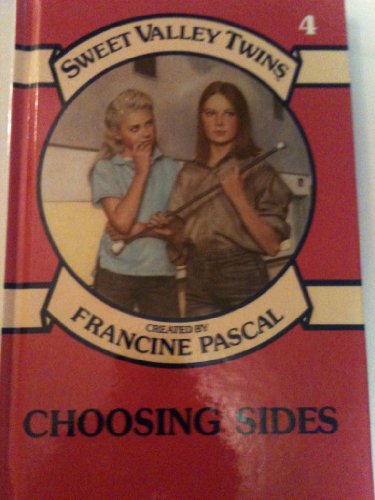 4
SWEET VALLEY TWINS
CREATED BY
FRANCINE PASCAL
CHOOSING SIDES